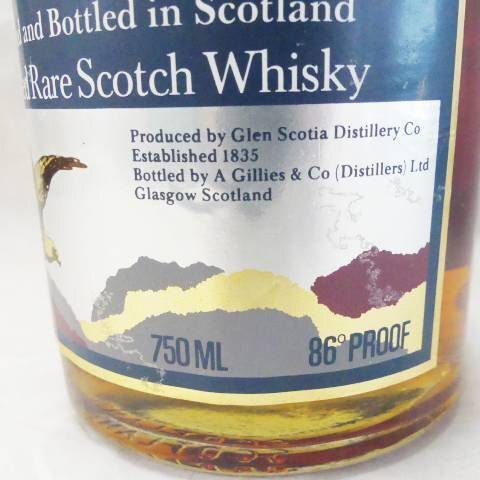 and Bottled in Scotland
Rare Scotch Whisky
Produced by Glen Scotia Distillery Co
Established 1835
Bottled by A Gillies & Co (Distillers) Ltd
Glasgow Scotland
750 ML
86° PROOF